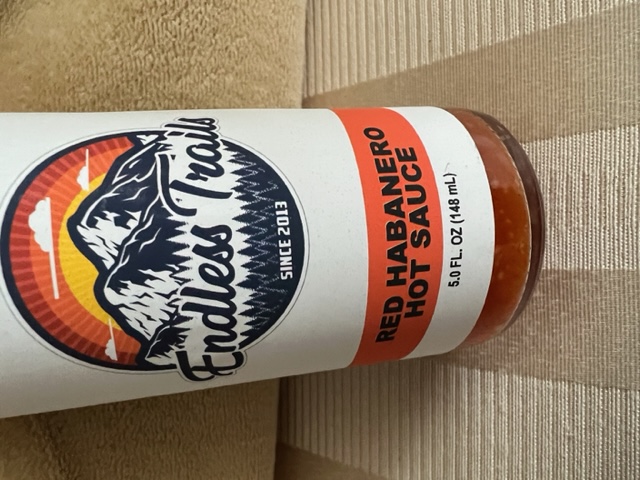 Endless Trails
SINCE 2013
RED HABANERO
HOT SAUCE
5.0 FL. OZ (148 mL)